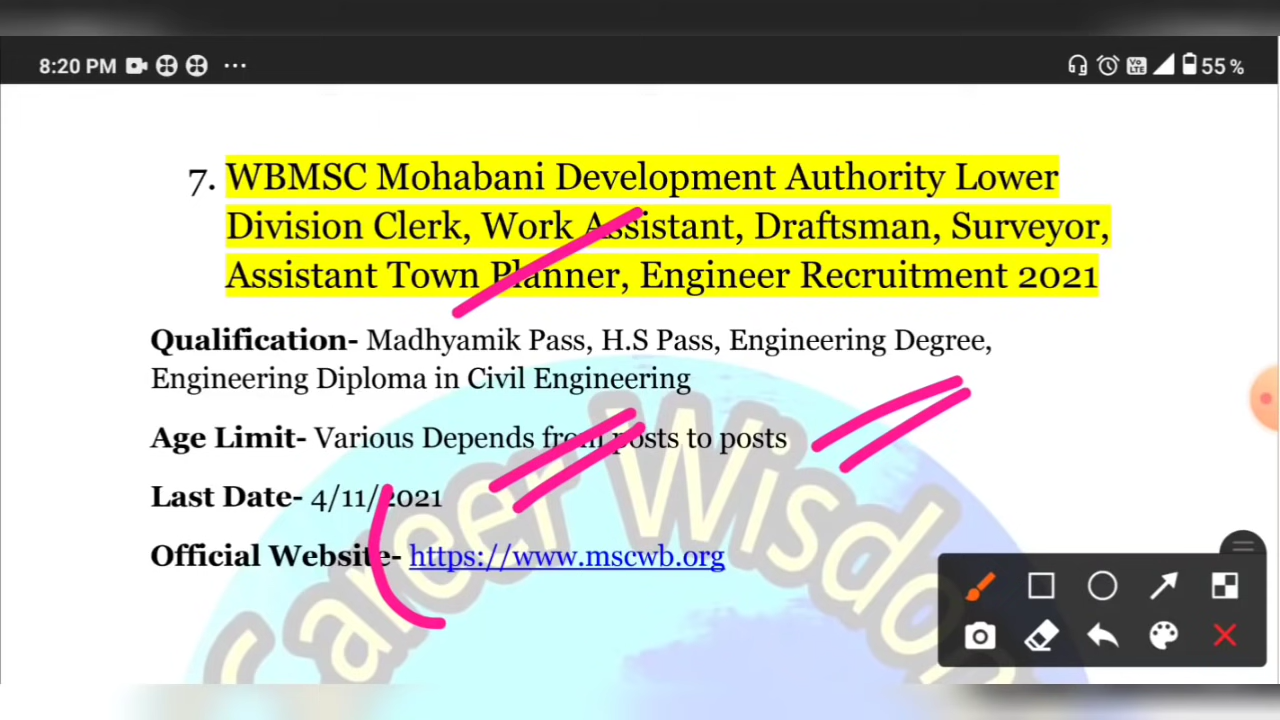 8:20 PM ... 55%
7. WBMSC Mohabani Development Authority Lower
Division Clerk, Work Assistant, Draftsman, Surveyor,
Assistant Town Planner, Engineer Recruitment 2021
Qualification- Madhyamik Pass, H.S Pass, Engineering Degree,
Engineering Diploma in Civil Engineering
Age Limit- Various Depends from posts to posts
Last Date- 4/11/2021
Official Website- https://www.mscwb.org
Career Wisdom